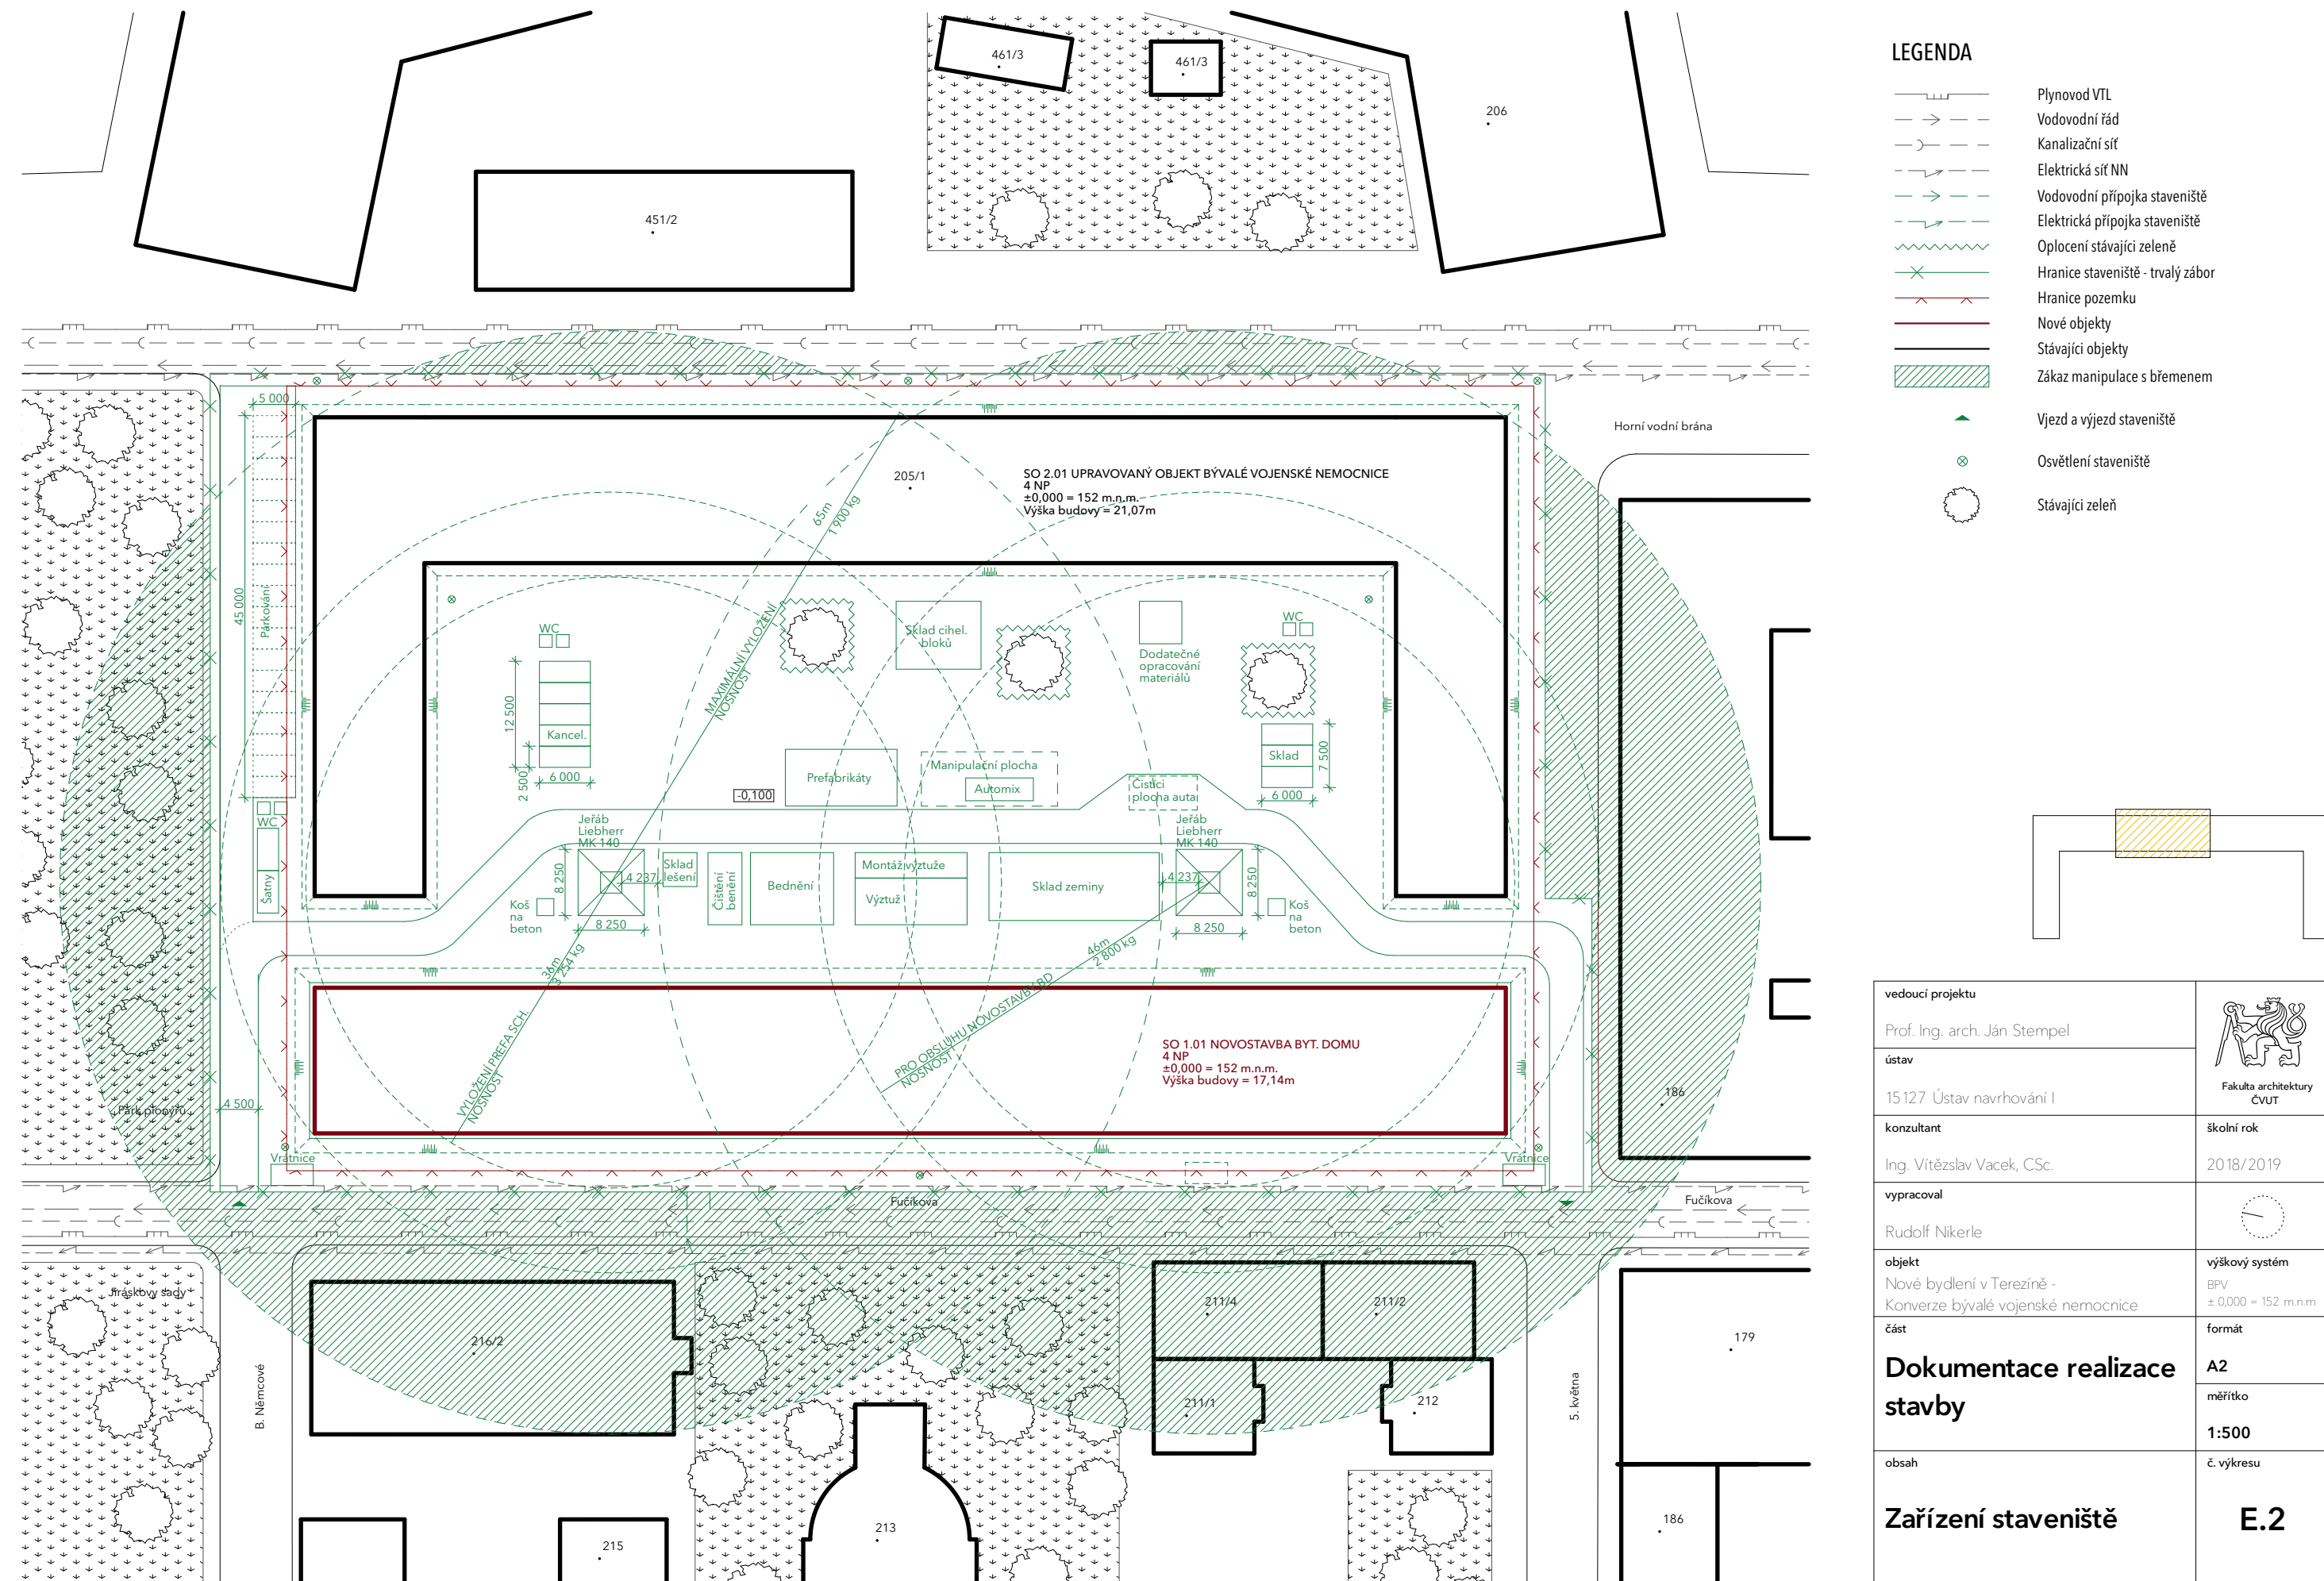 461/3
461/3
206
451/2
5 000
205/1
SO 2.01 UPRAVOVANÝ OBJEKT BÝVALÉ VOJENSKÉ NEMOCNICE
4 NP
±0,000 = 152 m.n.m.
Výška budovy = 21,07m
Horní vodní brána
65m
1 900 kg
MAXIMÁLNÍ VYLOŽENÍ
NOSNOST
45 000
Parkování
WC
Sklad cihel.
bloků
Dodatečné
opracování
materiálů
WC
12 500
Kancel.
2 500
6 000
Prefabrikáty
-0,100
Manipulační plocha
Automix
Čistící
plocha auta
Sklad
7 500
6 000
WC
Šatny
Jeřáb
Liebherr
MK 140
8 250
4 237
8 250
Koš
na
beton
Sklad
lešení
Čištění
benění
Bednění
Montáž výztuže
Výztuž
Sklad zeminy
Jeřáb
Liebherr
MK 140
4 237
8 250
8 250
Koš
na
beton
36m
3 254 kg
VYLOŽENÍ PREFA SCH.
NOSNOST
46m
2 800 kg
PRO OBSLUHU NOVOSTAVBY BD
NOSNOST
SO 1.01 NOVOSTAVBA BYT. DOMU
4 NP
±0,000 = 152 m.n.m.
Výška budovy = 17,14m
4 500
Park pionýrů
186
Vrátnice
Vrátnice
Fučíkova
Fučíkova
Jiráskovy sady
216/2
211/4
211/2
211/1
212
179
B. Němcové
5. května
213
215
186
LEGENDA
Plynovod VTL
Vodovodní řád
Kanalizační síť
Elektrická síť NN
Vodovodní přípojka staveniště
Elektrická přípojka staveniště
Oplocení stávající zeleně
Hranice staveniště - trvalý zábor
Hranice pozemku
Nové objekty
Stávající objekty
Zákaz manipulace s břemenem
Vjezd a výjezd staveniště
Osvětlení staveniště
Stávající zeleň
vedoucí projektu
Prof. Ing. arch. Ján Stempel
ústav
15127 Ústav navrhování I
Fakulta architektury
ČVUT
konzultant
Ing. Vítězslav Vacek, CSc.
školní rok
2018/2019
vypracoval
Rudolf Nikerle
objekt
Nové bydlení v Terezíně -
Konverze bývalé vojenské nemocnice
výškový systém
BPV
± 0,000 = 152 m.n.m
část
Dokumentace realizace
stavby
formát
A2
měřítko
1:500
obsah
Zařízení staveniště
č. výkresu
E.2